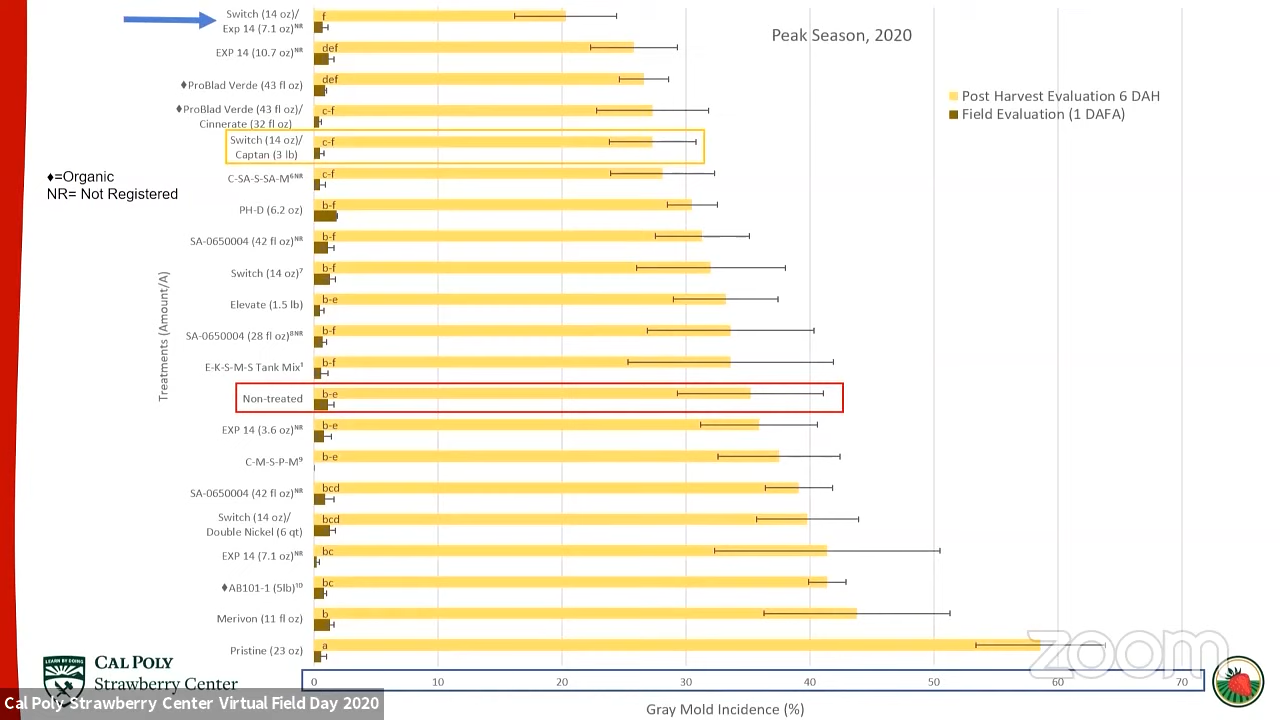 Peak Season, 2020
Post Harvest Evaluation 6 DAH
Field Evaluation (1 DAFA)
♦=Organic
NR= Not Registered
Treatments (Amount/A)
Switch (14 oz)/
Exp 14 (7.1 oz)ᴺᴿ
f
EXP 14 (10.7 oz)ᴺᴿ
def
♦ProBlad Verde (43 fl oz)
def
♦ProBlad Verde (43 fl oz)/
Cinnerate (32 fl oz)
c-f
Switch (14 oz)/
Captan (3 lb)
c-f
C-SA-S-SA-M⁶ᴺᴿ
c-f
PH-D (6.2 oz)
b-f
SA-0650004 (42 fl oz)ᴺᴿ
b-f
Switch (14 oz)⁷
b-f
Elevate (1.5 lb)
b-e
SA-0650004 (28 fl oz)⁸ᴺᴿ
b-f
E-K-S-M-S Tank Mix¹
b-f
Non-treated
b-e
EXP 14 (3.6 oz)ᴺᴿ
b-e
C-M-S-P-M⁹
b-e
SA-0650004 (42 fl oz)ᴺᴿ
bcd
Switch (14 oz)/
Double Nickel (6 qt)
bcd
EXP 14 (7.1 oz)ᴺᴿ
bc
♦AB101-1 (5lb)¹⁰
bc
Merivon (11 fl oz)
b
Pristine (23 oz)
a
0 10 20 30 40 50 60 70
Gray Mold Incidence (%)
LEARN BY DOING
CAL POLY
Strawberry Center
Cal Poly Strawberry Center Virtual Field Day 2020
zoom